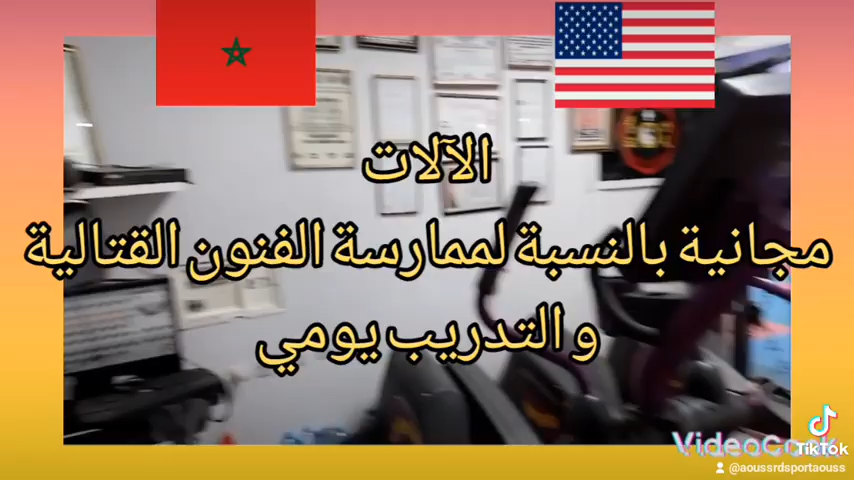 الآلات
مجانية بالنسبة لممارسة الفنون القتالية
و التدريب يومي
TikTok
@aoussrdsportaouss